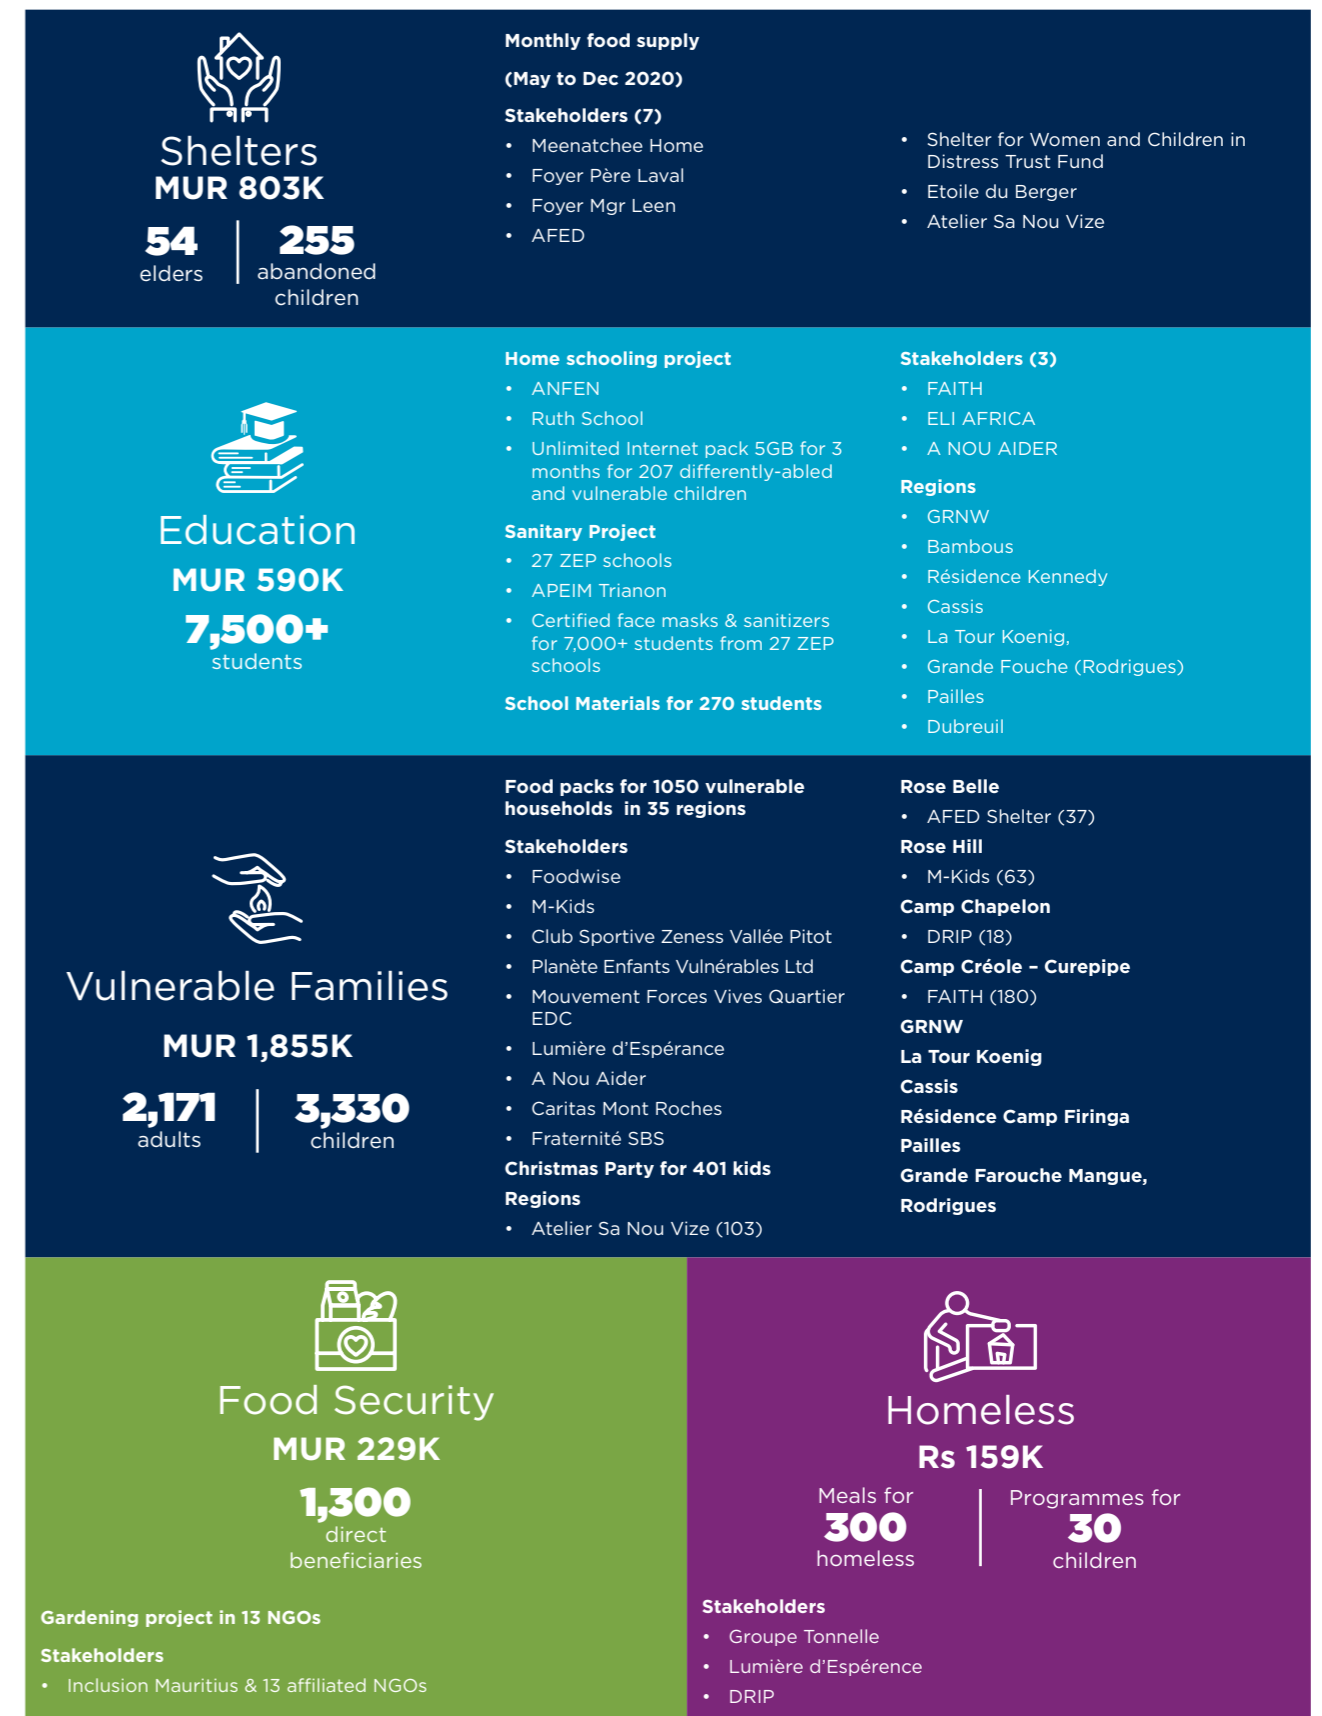 Shelters
MUR 803K
54
elders
255
abandoned
children
Monthly food supply
(May to Dec 2020)
Stakeholders (7)
• Meenatchee Home
• Foyer Père Laval
• Foyer Mgr Leen
• AFED
• Shelter for Women and Children in
Distress Trust Fund
• Etoile du Berger
• Atelier Sa Nou Vize
Education
MUR 590K
7,500+
students
Home schooling project
• ANFEN
• Ruth School
• Unlimited Internet pack 5GB for 3
months for 207 differently-abled
and vulnerable children
Sanitary Project
• 27 ZEP schools
• APEIM Trianon
• Certified face masks & sanitizers
for 7,000+ students from 27 ZEP
schools
School Materials for 270 students
Stakeholders (3)
• FAITH
• ELI AFRICA
• A NOU AIDER
Regions
• GRNW
• Bambous
• Résidence Kennedy
• Cassis
• La Tour Koenig,
• Grande Fouche (Rodrigues)
• Pailles
• Dubreuil
Vulnerable Families
MUR 1,855K
2,171
adults
3,330
children
Food packs for 1050 vulnerable
households in 35 regions
Stakeholders
• Foodwise
• M-Kids
• Club Sportive Zeness Vallée Pitot
• Planète Enfants Vulnérables Ltd
• Mouvement Forces Vives Quartier
EDC
• Lumière d'Espérance
• A Nou Aider
• Caritas Mont Roches
• Fraternité SBS
Christmas Party for 401 kids
Regions
• Atelier Sa Nou Vize (103)
Rose Belle
• AFED Shelter (37)
Rose Hill
• M-Kids (63)
Camp Chapelon
• DRIP (18)
Camp Créole – Curepipe
• FAITH (180)
GRNW
La Tour Koenig
Cassis
Résidence Camp Firinga
Pailles
Grande Farouche Mangue,
Rodrigues
Food Security
MUR 229K
1,300
direct
beneficiaries
Gardening project in 13 NGOs
Stakeholders
• Inclusion Mauritius & 13 affiliated NGOs
Homeless
Rs 159K
Meals for
300
homeless
Programmes for
30
children
Stakeholders
• Groupe Tonnelle
• Lumière d'Espérence
• DRIP